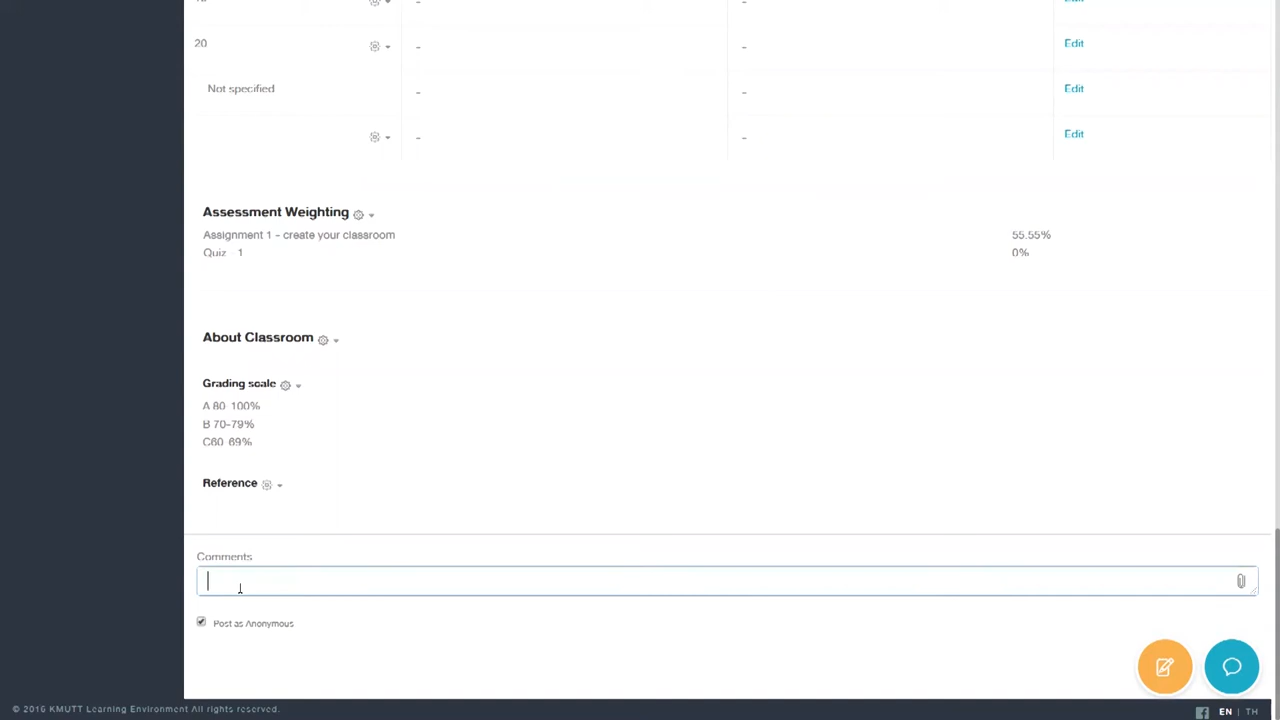 20 - - Edit
Not specified - - Edit
- - Edit
Assessment Weighting
Assignment 1 - create your classroom 55.55%
Quiz - 1 0%
About Classroom
Grading scale
A 80-100%
B 70-79%
C60-69%
Reference
Comments
Post as Anonymous
© 2016 KMUTT Learning Environment All rights reserved. EN | TH